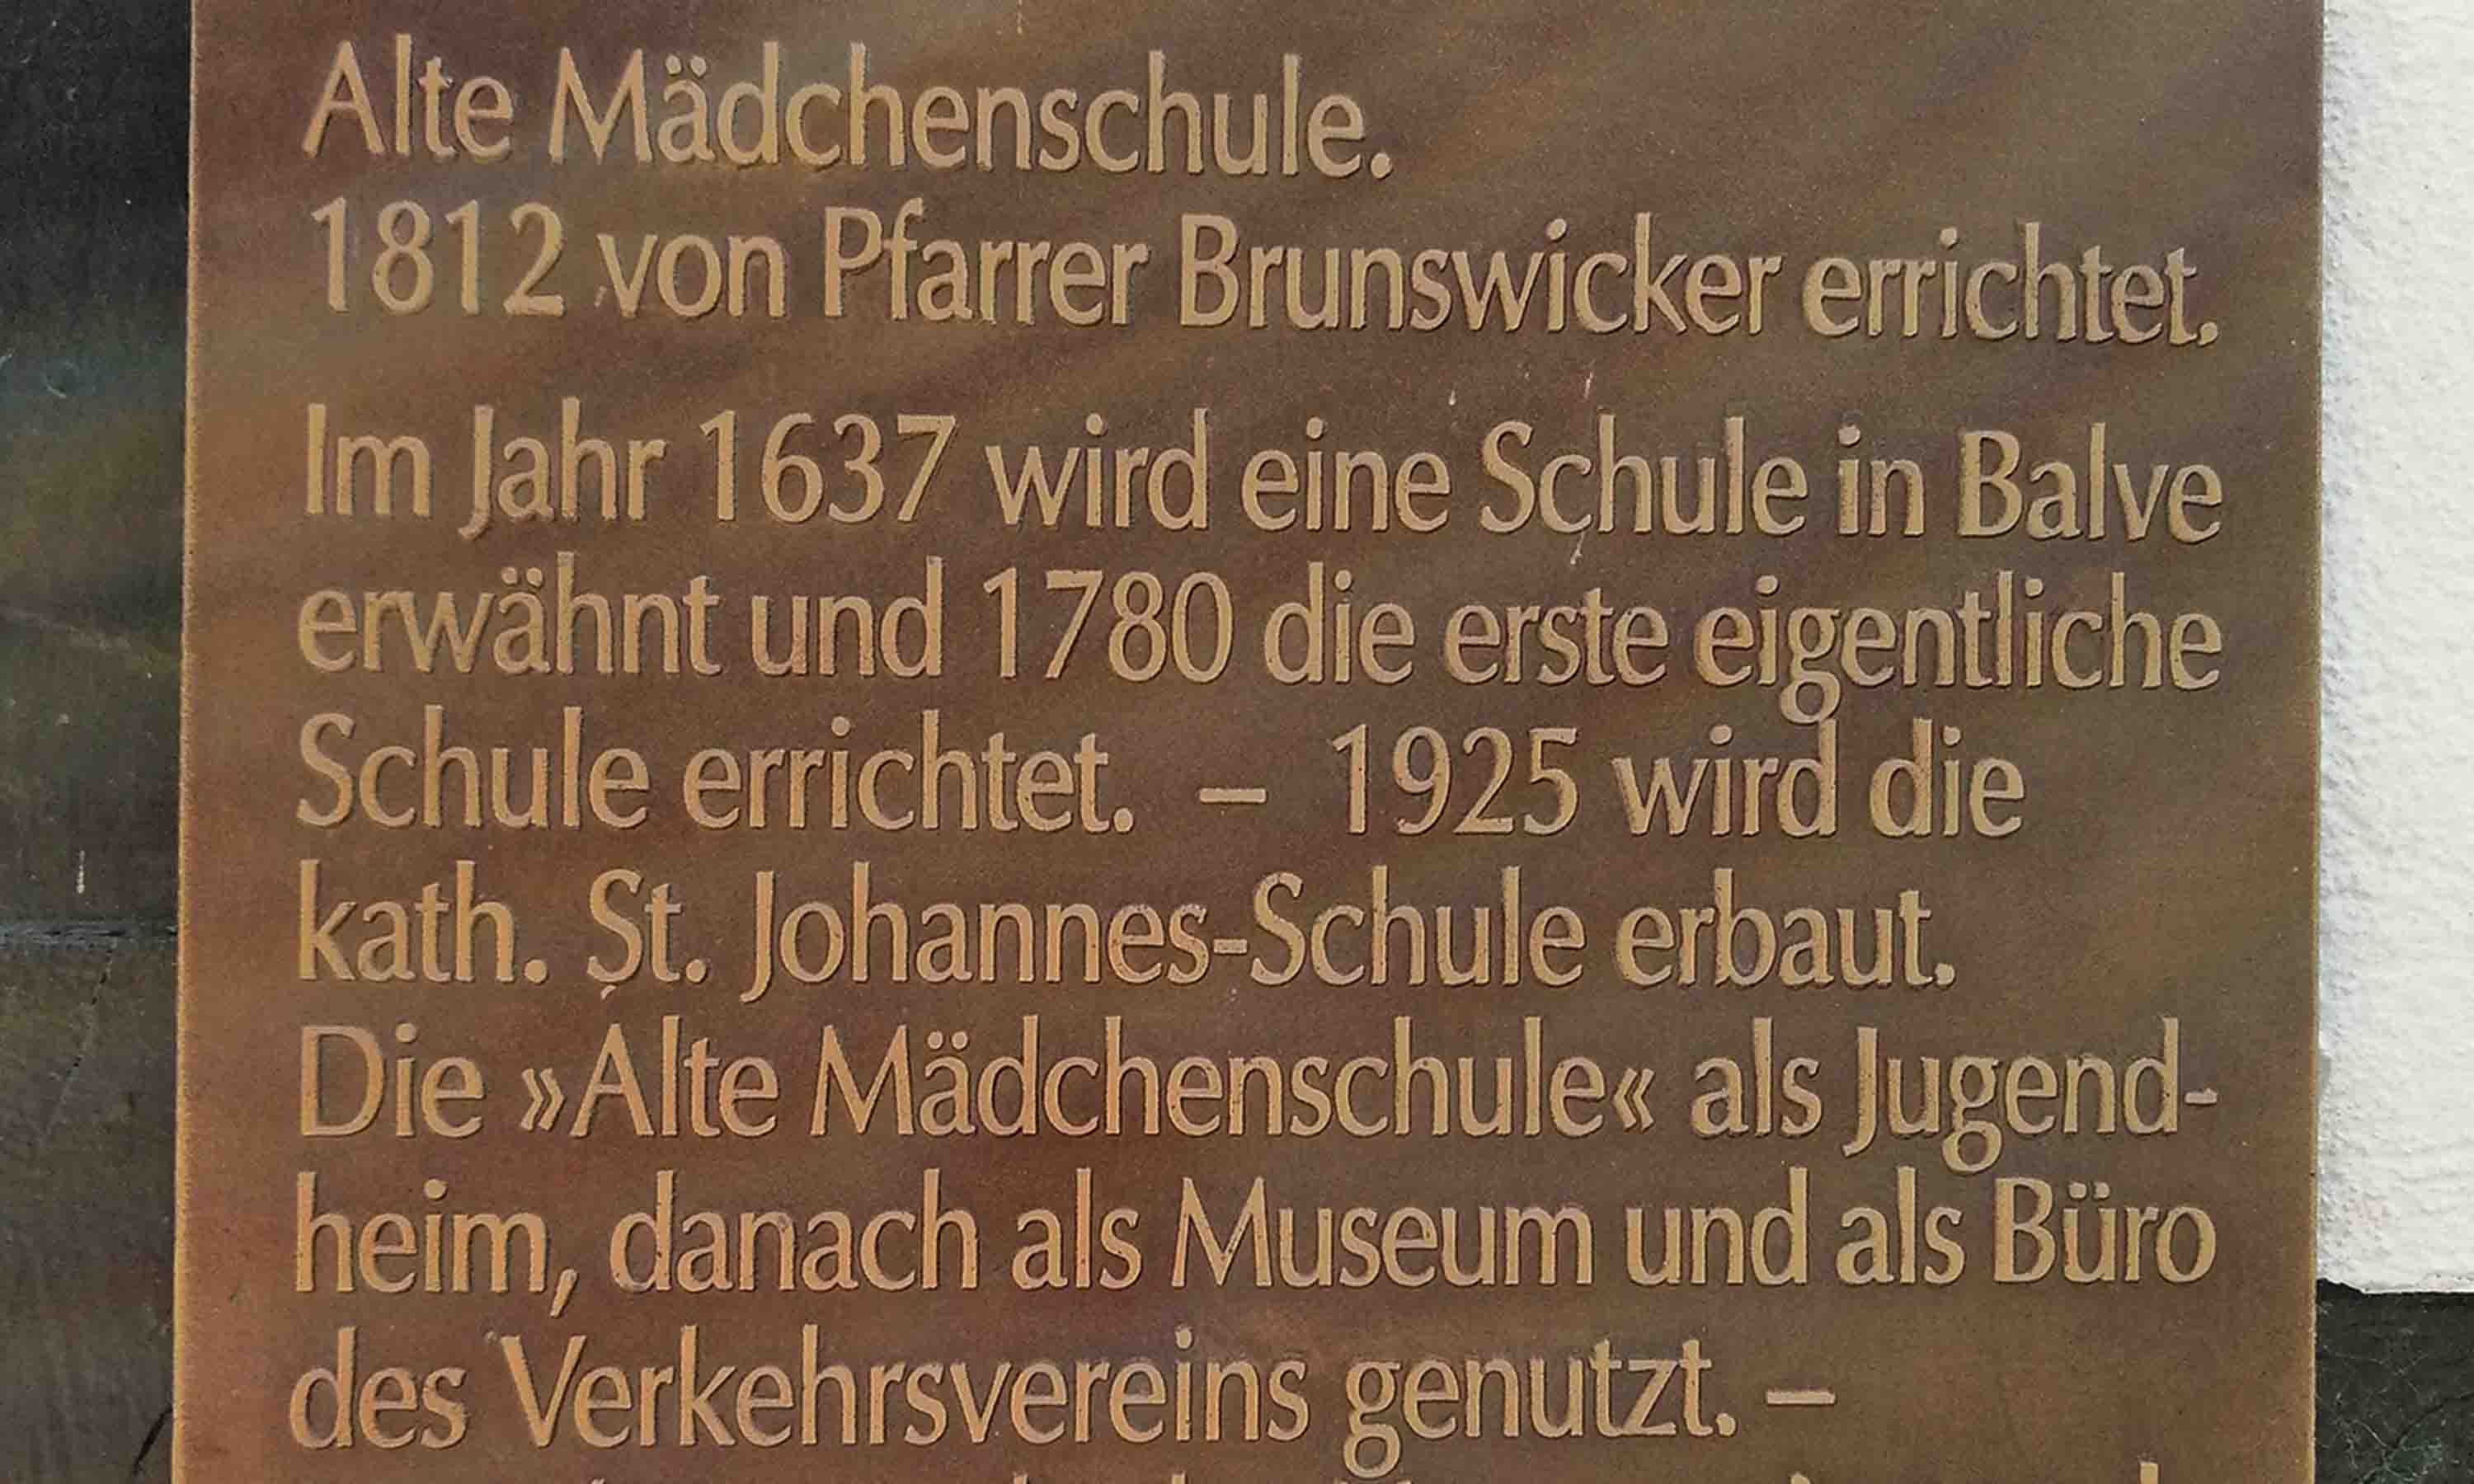 Alte Mädchenschule.
1812 von Pfarrer Brunswicker errichtet.
Im Jahr 1637 wird eine Schule in Balve
erwähnt und 1780 die erste eigentliche
Schule errichtet. – 1925 wird die
kath. St. Johannes-Schule erbaut.
Die »Alte Mädchenschule« als Jugend-
heim, danach als Museum und als Büro
des Verkehrsvereins genutzt. –